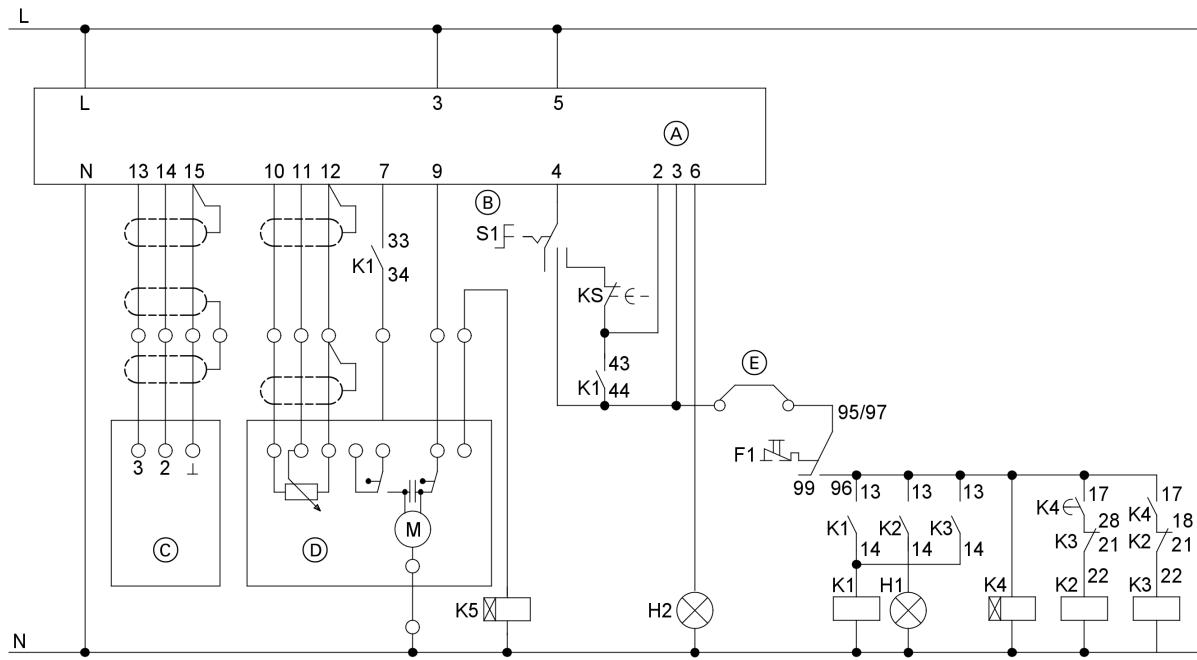 L
L 3 5
A
N 13 14 15 10 11 12 7 9 4 2 3 6
B
S1
33
K1
34
KS
43
K1 44
E
95/97
F1
99 96 13 13 13 17 17
K4 28 K4 18
K1 K2 K3 K3 21 K2 21
14 14 14
3 2 ⊥
M
C D
22 22
K1 H1 K4 K2 K3
K5 H2
N